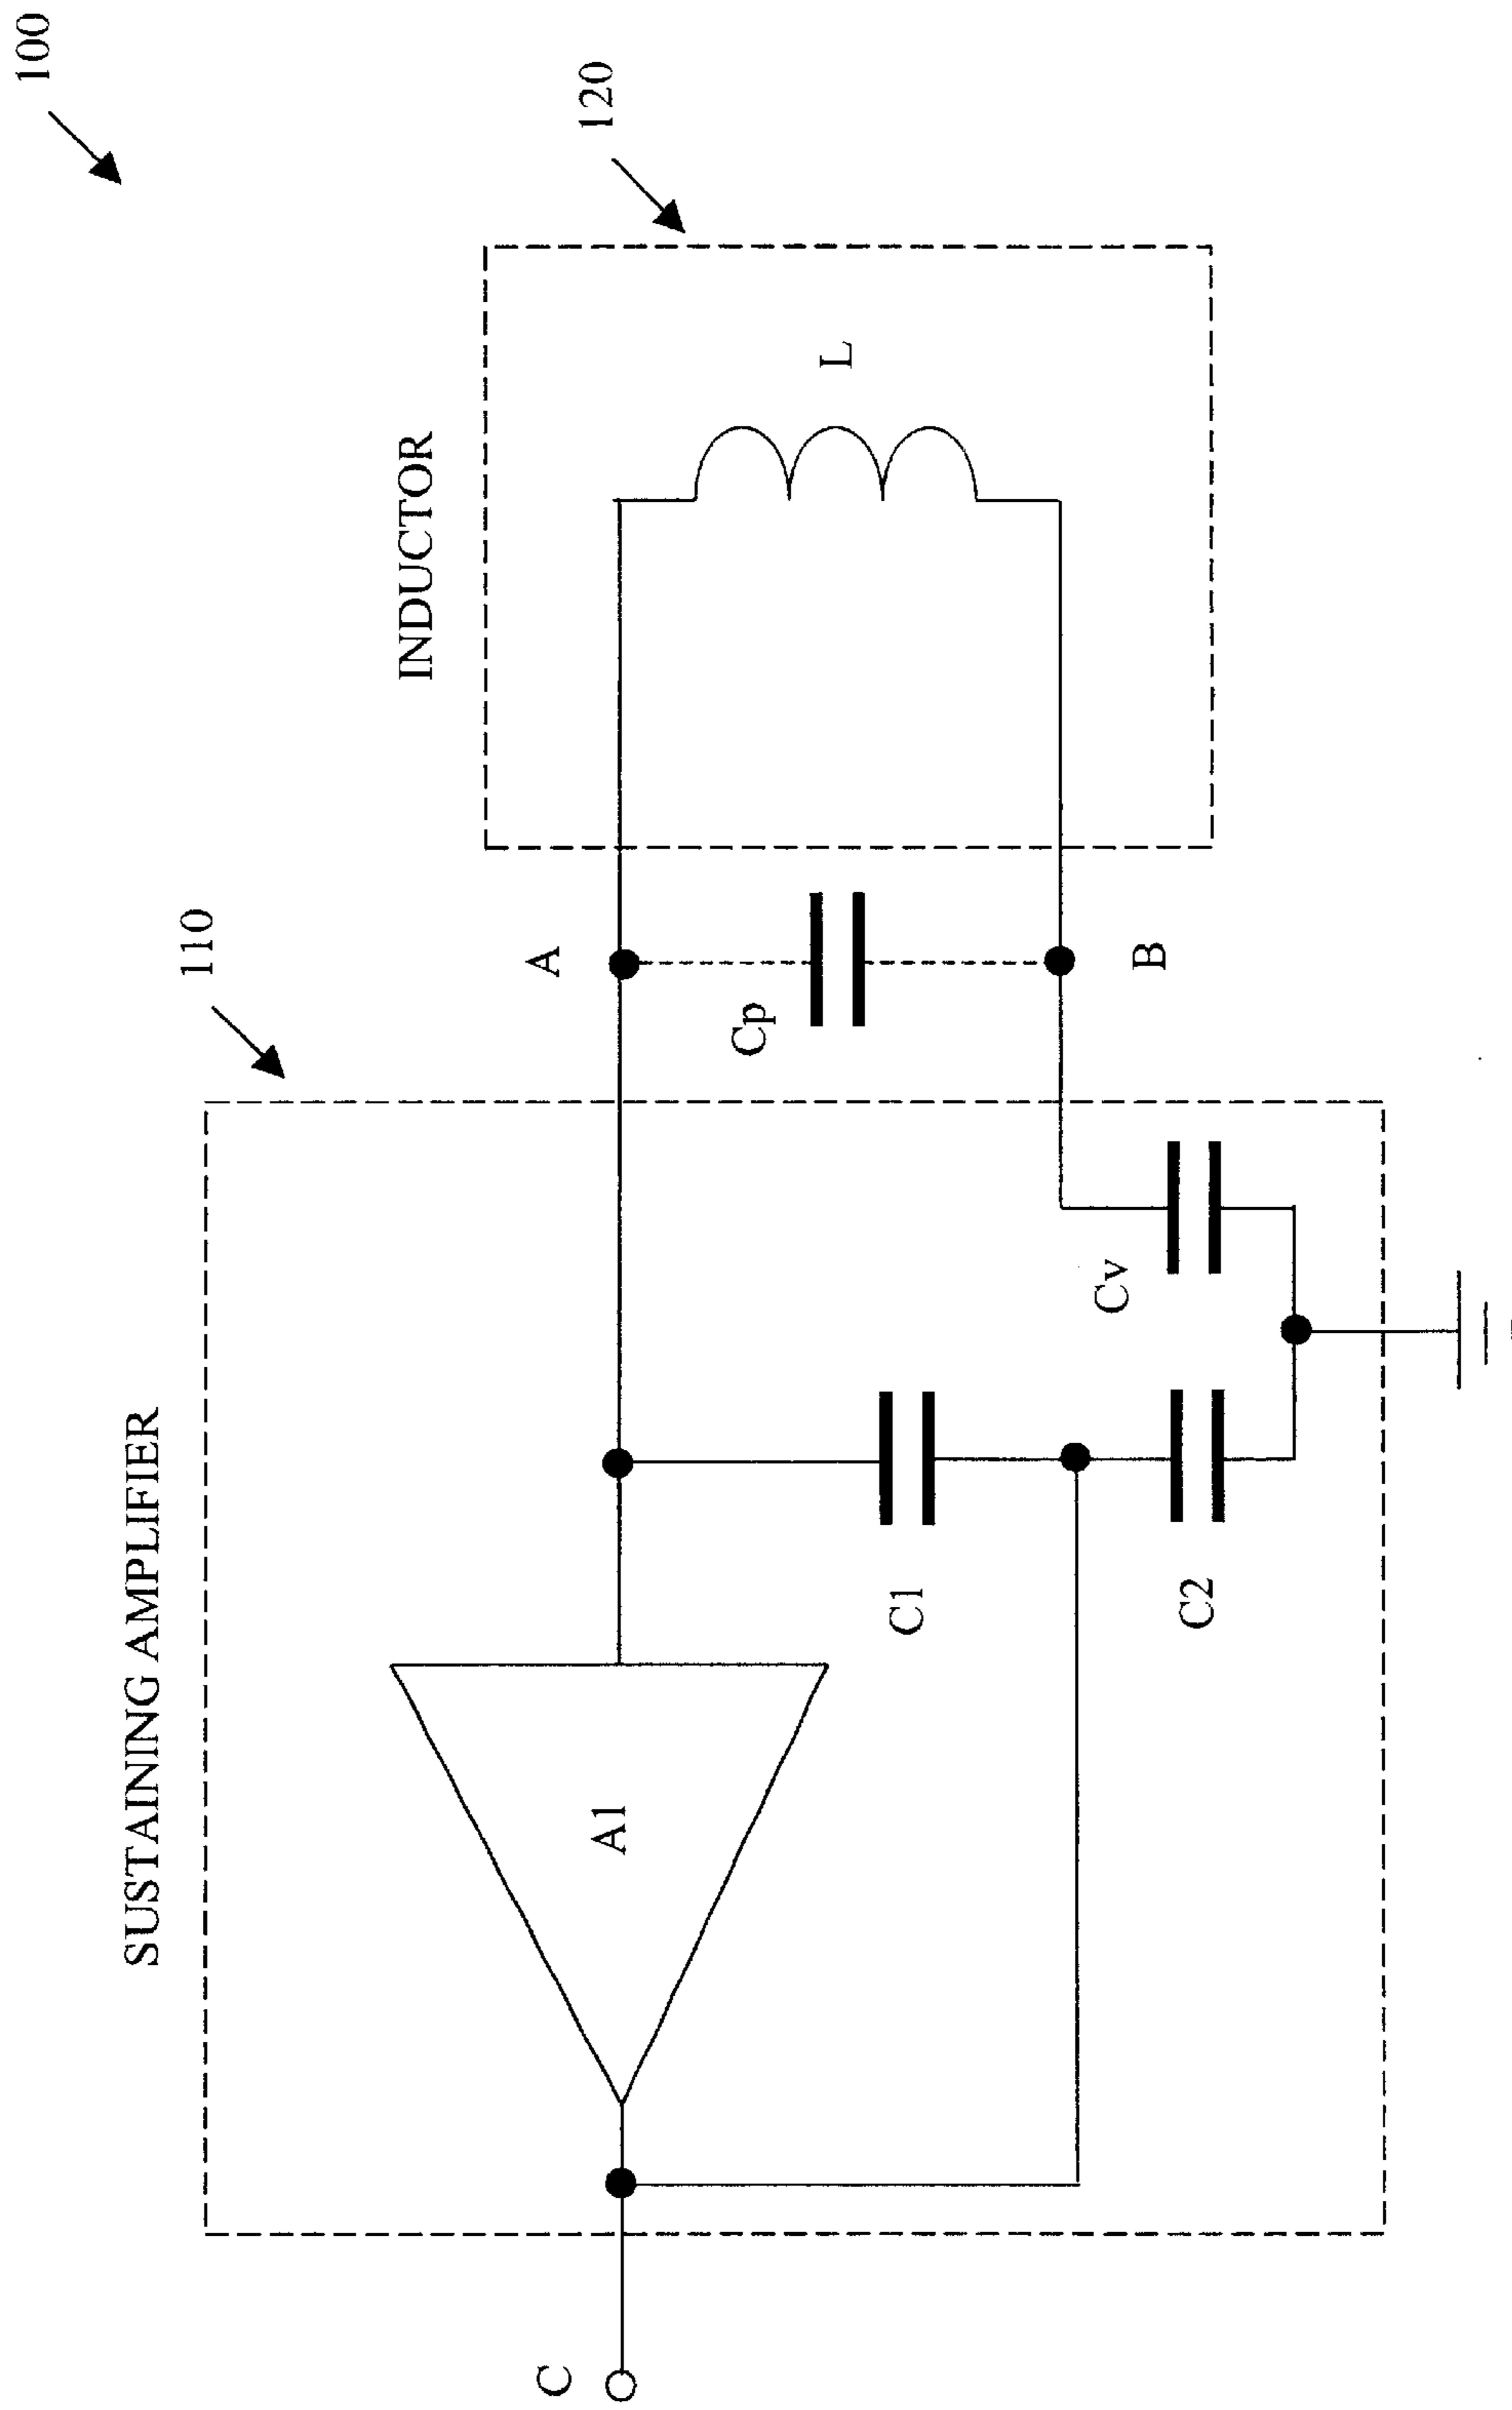 100
120
INDUCTOR
L
110
A
Cp
B
SUSTAINING AMPLIFIER
Cv
C1
C2
A1
C